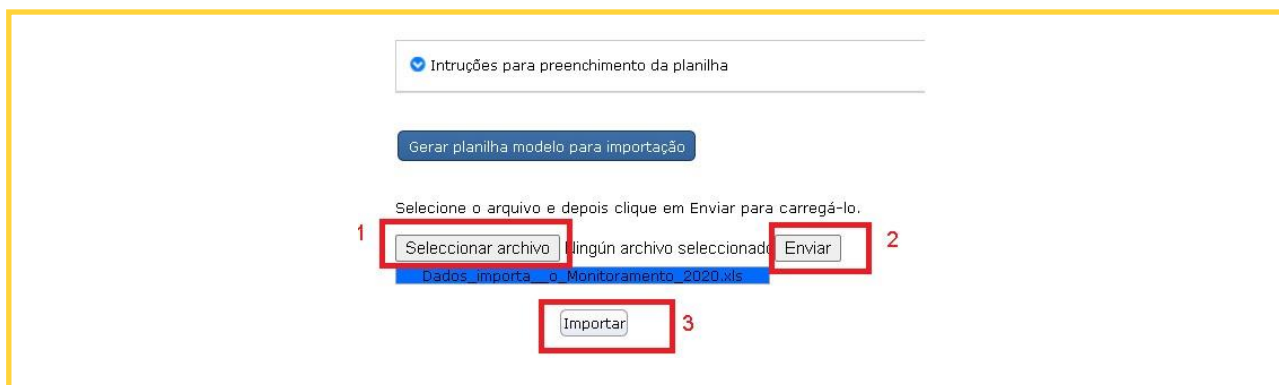 Intruções para preenchimento da planilha
Gerar planilha modelo para importação
Selecione o arquivo e depois clique em Enviar para carregá-lo.
1 Seleccionar archivo Ningún archivo seleccionado Enviar 2
Dados_importa__o_Monitoramento_2020.xls
Importar 3